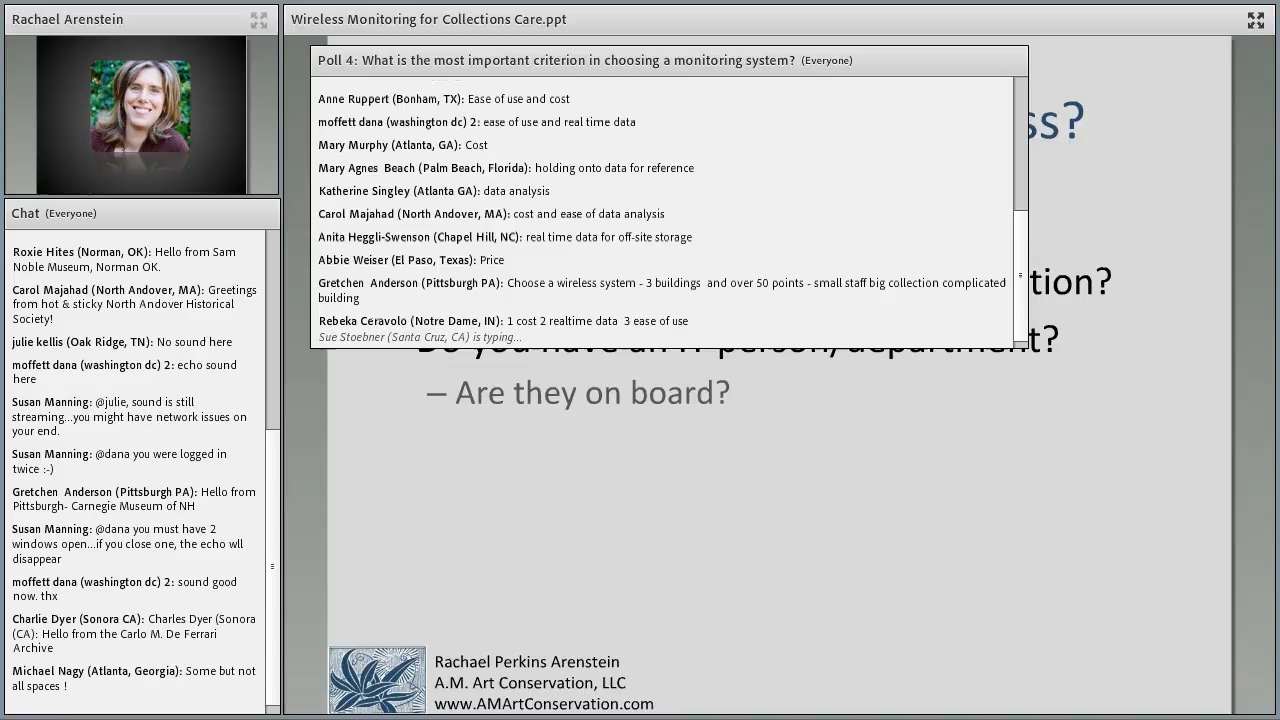 Rachael Arenstein
Wireless Monitoring for Collections Care.ppt
Poll 4: What is the most important criterion in choosing a monitoring system? (Everyone)
Anne Ruppert (Bonham, TX): Ease of use and cost
moffett dana (washington dc) 2: ease of use and real time data
Mary Murphy (Atlanta, GA): Cost
Mary Agnes Beach (Palm Beach, Florida): holding onto data for reference
Katherine Singley (Atlanta GA): data analysis
Carol Majahad (North Andover, MA): cost and ease of data analysis
Anita Heggli-Swenson (Chapel Hill, NC): real time data for off-site storage
Abbie Weiser (El Paso, Texas): Price
Gretchen Anderson (Pittsburgh PA): Choose a wireless system - 3 buildings and over 50 points - small staff big collection complicated
building
Rebeka Ceravolo (Notre Dame, IN): 1 cost 2 realtime data 3 ease of use
Sue Stoebner (Santa Cruz, CA) is typing...
ss?
tion?
Do you have an IT person/department?
– Are they on board?
Chat (Everyone)
Roxie Hites (Norman, OK): Hello from Sam
Noble Museum, Norman OK.
Carol Majahad (North Andover, MA): Greetings
from hot & sticky North Andover Historical
Society!
julie kellis (Oak Ridge, TN): No sound here
moffett dana (washington dc) 2: echo sound
here
Susan Manning: @julie, sound is still
streaming...you might have network issues on
your end.
Susan Manning: @dana you were logged in
twice :-)
Gretchen Anderson (Pittsburgh PA): Hello from
Pittsburgh- Carnegie Museum of NH
Susan Manning: @dana you must have 2
windows open...if you close one, the echo wll
disappear
moffett dana (washington dc) 2: sound good
now. thx
Charlie Dyer (Sonora CA): Charles Dyer (Sonora
(CA): Hello from the Carlo M. De Ferrari
Archive
Michael Nagy (Atlanta, Georgia): Some but not
all spaces !
Rachael Perkins Arenstein
A.M. Art Conservation, LLC
www.AMArtConservation.com